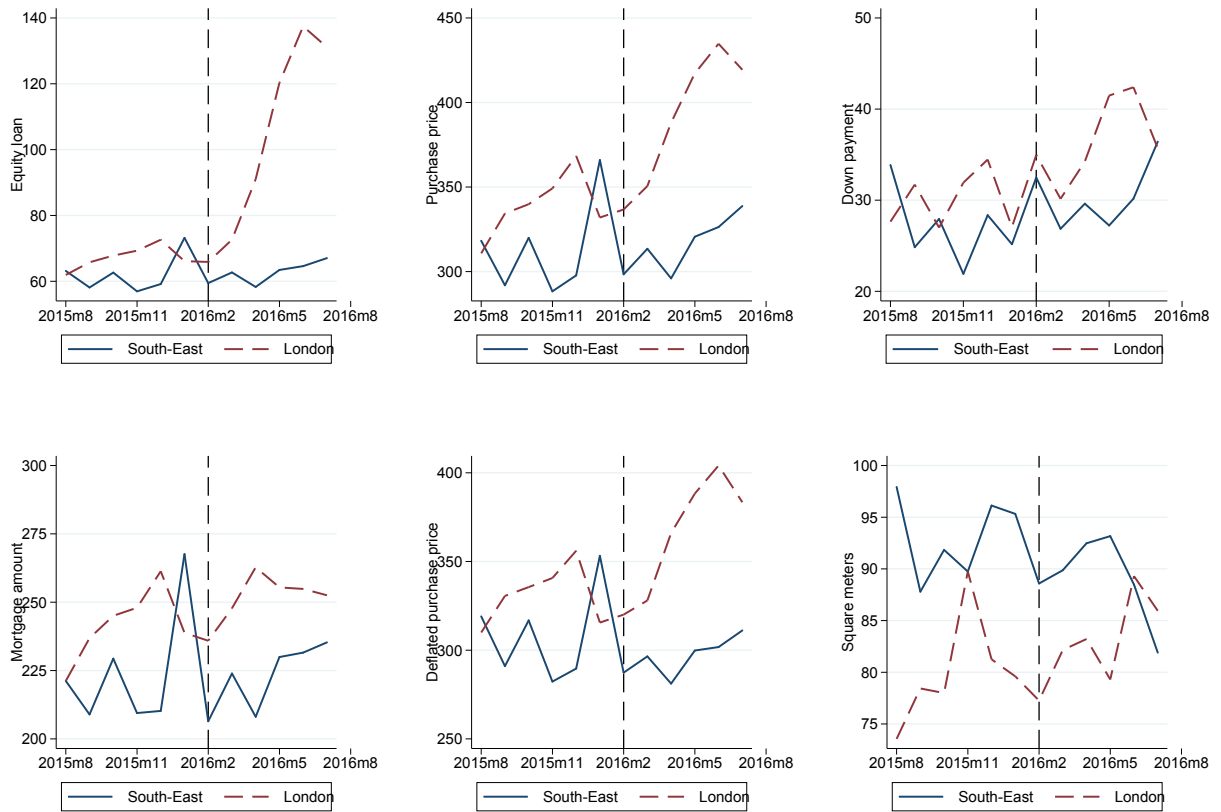 Equity loan
140
120
100
80
60
2015m8 2015m11 2016m2 2016m5 2016m8
South-East London
Purchase price
450
400
350
300
2015m8 2015m11 2016m2 2016m5 2016m8
South-East London
Down payment
50
40
30
20
2015m8 2015m11 2016m2 2016m5 2016m8
South-East London
Mortgage amount
300
275
250
225
200
2015m8 2015m11 2016m2 2016m5 2016m8
South-East London
Deflated purchase price
400
350
300
250
2015m8 2015m11 2016m2 2016m5 2016m8
South-East London
Square meters
100
95
90
85
80
75
2015m8 2015m11 2016m2 2016m5 2016m8
South-East London